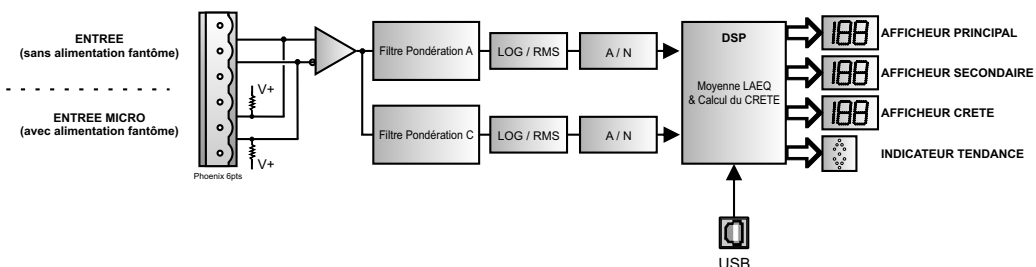 ENTREE
(sans alimentation fantôme)
ENTREE MICRO
(avec alimentation fantôme)
V+
V+
Phoenix 6pts
Filtre Pondération A
LOG / RMS
A / N
Filtre Pondération C
LOG / RMS
A / N
DSP
Moyenne LAEQ
& Calcul du CRETE
188
AFFICHEUR PRINCIPAL
188
AFFICHEUR SECONDAIRE
188
AFFICHEUR CRETE
INDICATEUR TENDANCE
USB